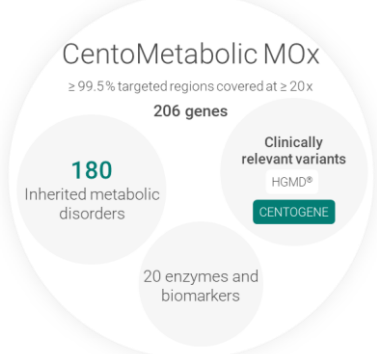 CentoMetabolic MOx
≥ 99.5% targeted regions covered at ≥ 20x
206 genes
180
Inherited metabolic
disorders
Clinically
relevant variants
HGMD®
CENTOGENE
20 enzymes and
biomarkers